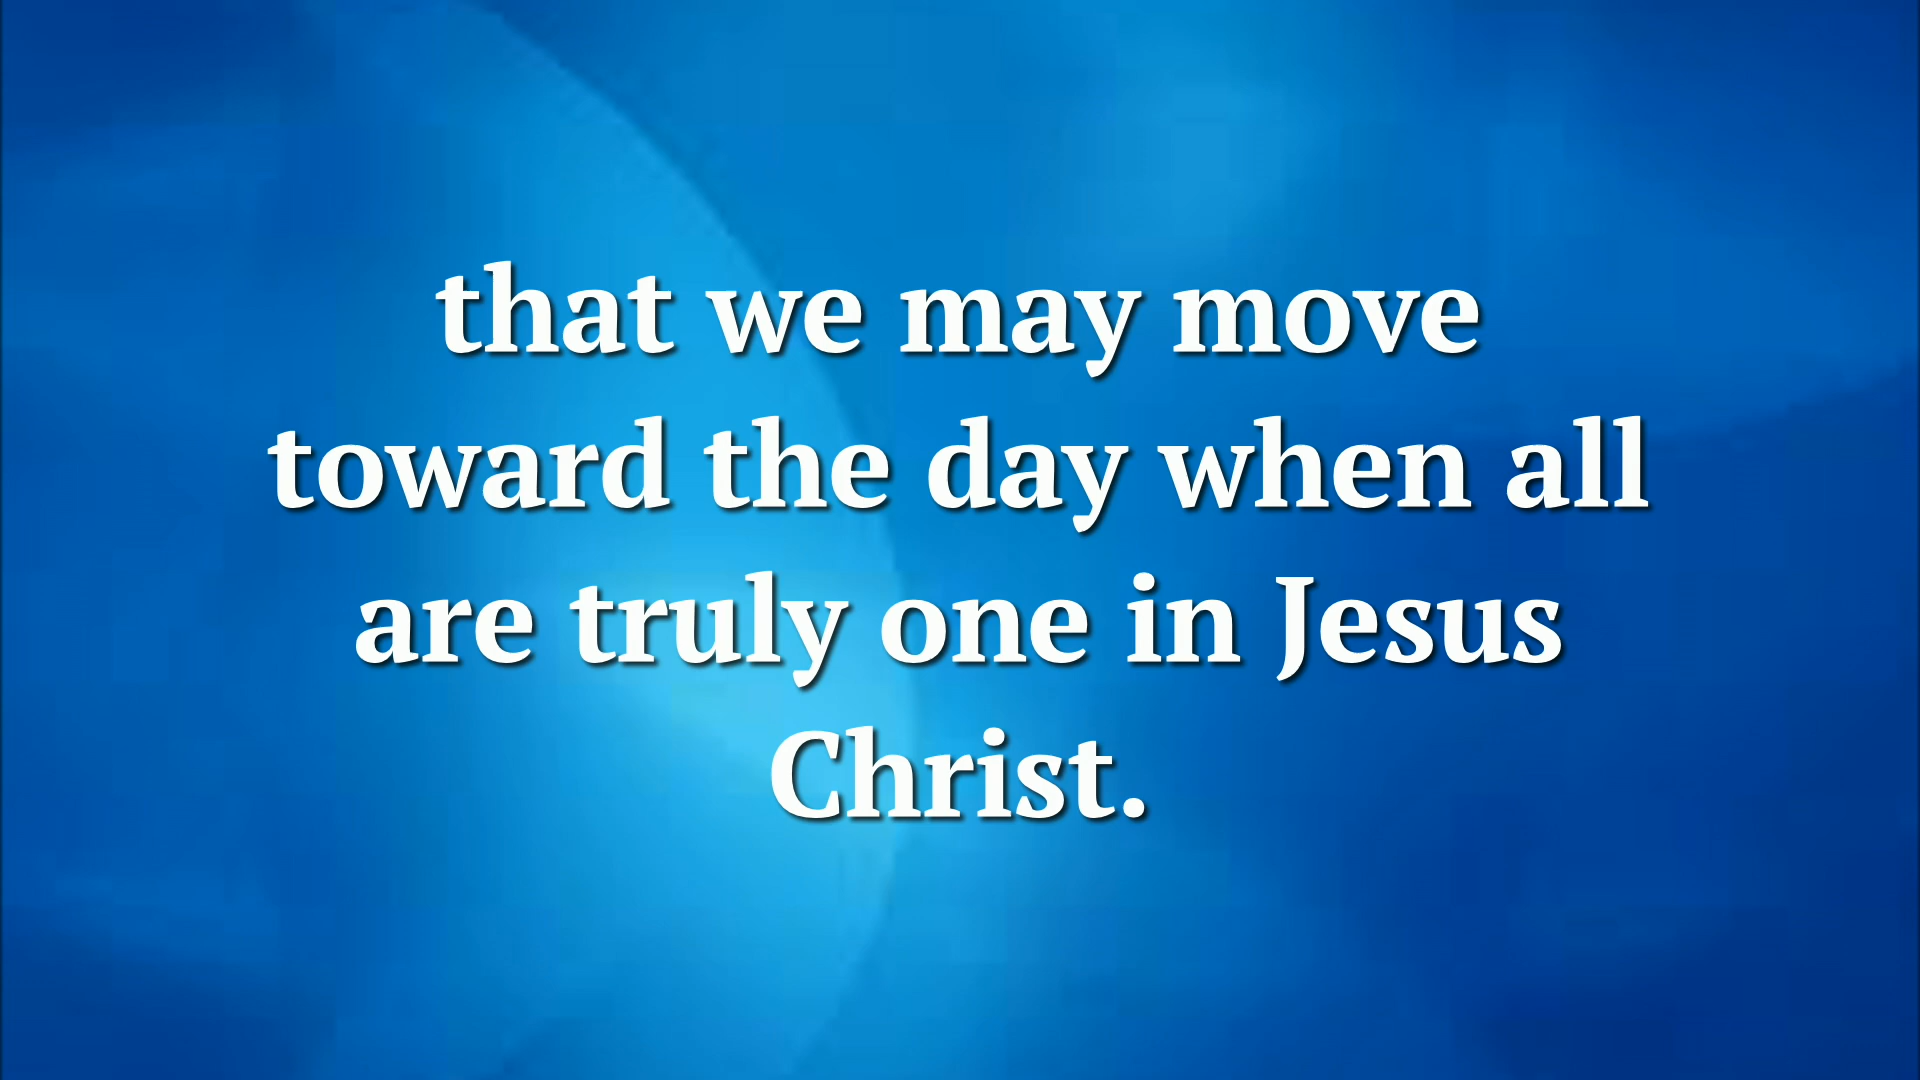 that we may move
toward the day when all
are truly one in Jesus
Christ.